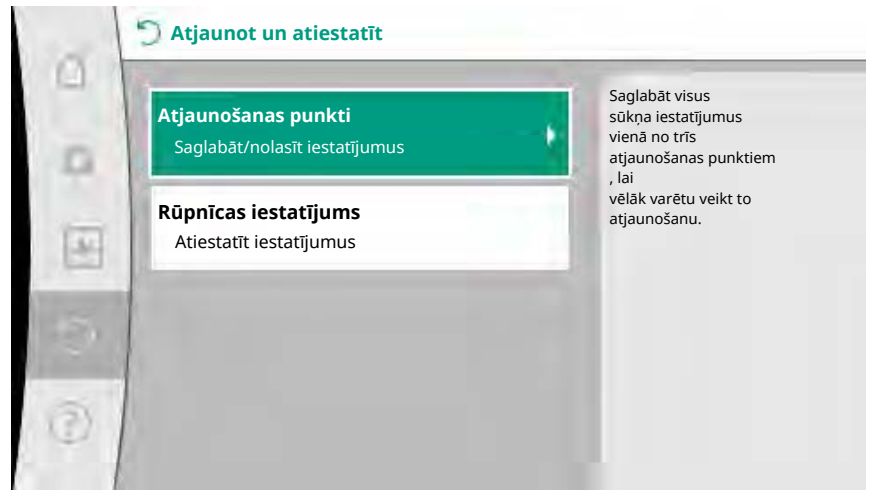 Atjaunot un atiestatīt
Atjaunošanas punkti
Saglabāt/nolasīt iestatījumus
Rūpnīcas iestatījums
Atiestatīt iestatījumus
Saglabāt visus
sūkņa iestatījumus
vienā no trīs
atjaunošanas punktiem
, lai
vēlāk varētu veikt to
atjaunošanu.